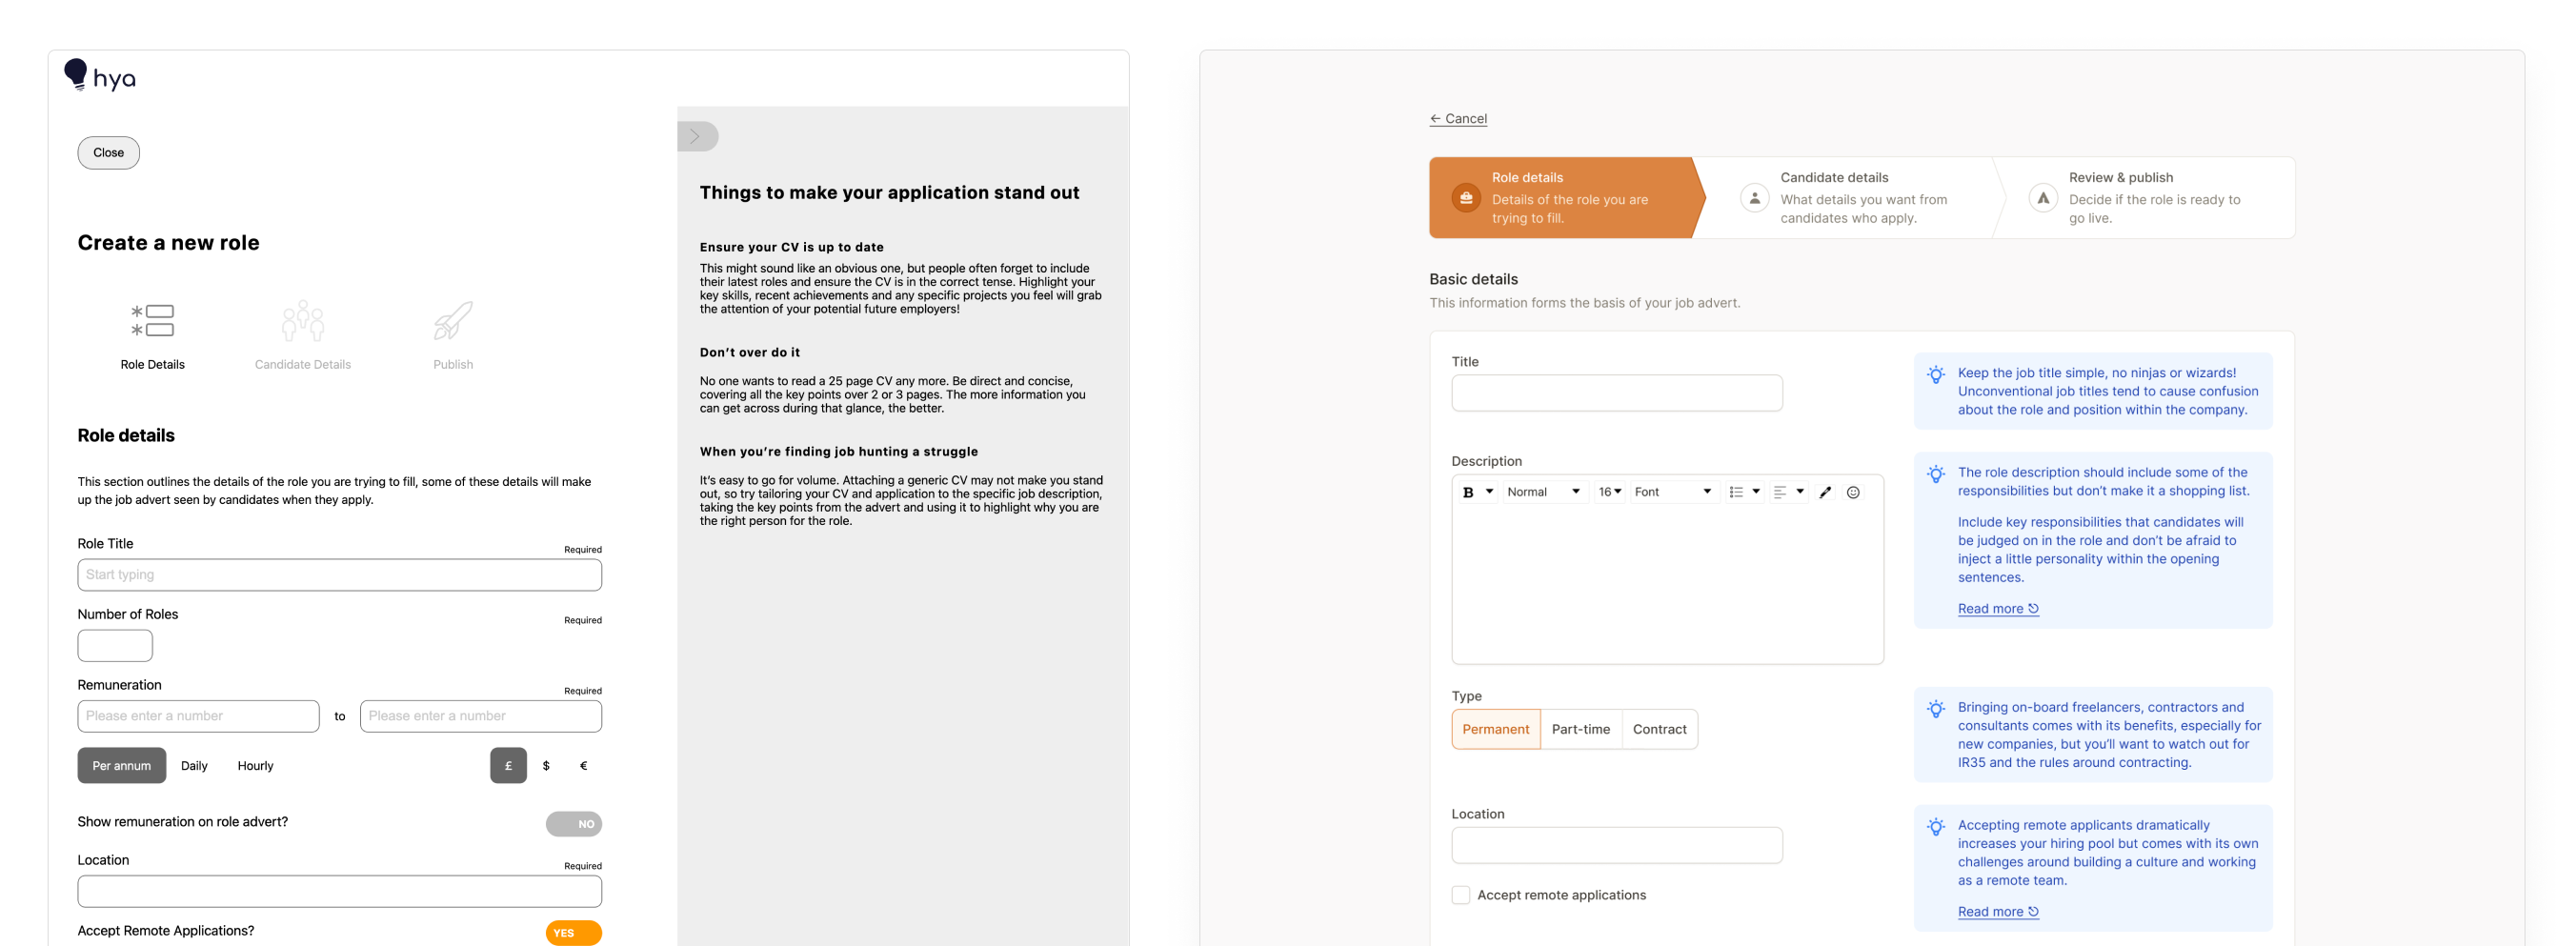 hya
Close
Create a new role
Role Details
Candidate Details
Publish
Role details
This section outlines the details of the role you are trying to fill, some of these details will make
up the job advert seen by candidates when they apply.
Role Title
Required
Start typing
Number of Roles
Required
Remuneration
Required
Please enter a number
to
Please enter a number
Per annum
Daily
Hourly
£
$
€
Show remuneration on role advert?
NO
Location
Required
Accept Remote Applications?
YES
Things to make your application stand out
Ensure your CV is up to date
This might sound like an obvious one, but people often forget to include
their latest roles and ensure the CV is in the correct tense. Highlight your
key skills, recent achievements and any specific projects you feel will grab
the attention of your potential future employers!
Don’t over do it
No one wants to read a 25 page CV any more. Be direct and concise,
covering all the key points over 2 or 3 pages. The more information you
can get across during that glance, the better.
When you’re finding job hunting a struggle
It’s easy to go for volume. Attaching a generic CV may not make you stand
out, so try tailoring your CV and application to the specific job description,
taking the key points from the advert and using it to highlight why you are
the right person for the role.
← Cancel
Role details
Details of the role you are
trying to fill.
Candidate details
What details you want from
candidates who apply.
Review & publish
Decide if the role is ready to
go live.
Basic details
This information forms the basis of your job advert.
Title
Keep the job title simple, no ninjas or wizards!
Unconventional job titles tend to cause confusion
about the role and position within the company.
Description
B
Normal
16
Font
The role description should include some of the
responsibilities but don’t make it a shopping list.
Include key responsibilities that candidates will
be judged on in the role and don’t be afraid to
inject a little personality within the opening
sentences.
Read more
Type
Permanent
Part-time
Contract
Bringing on-board freelancers, contractors and
consultants comes with its benefits, especially for
new companies, but you’ll want to watch out for
IR35 and the rules around contracting.
Location
Accept remote applications
Accepting remote applicants dramatically
increases your hiring pool but comes with its own
challenges around building a culture and working
as a remote team.
Read more